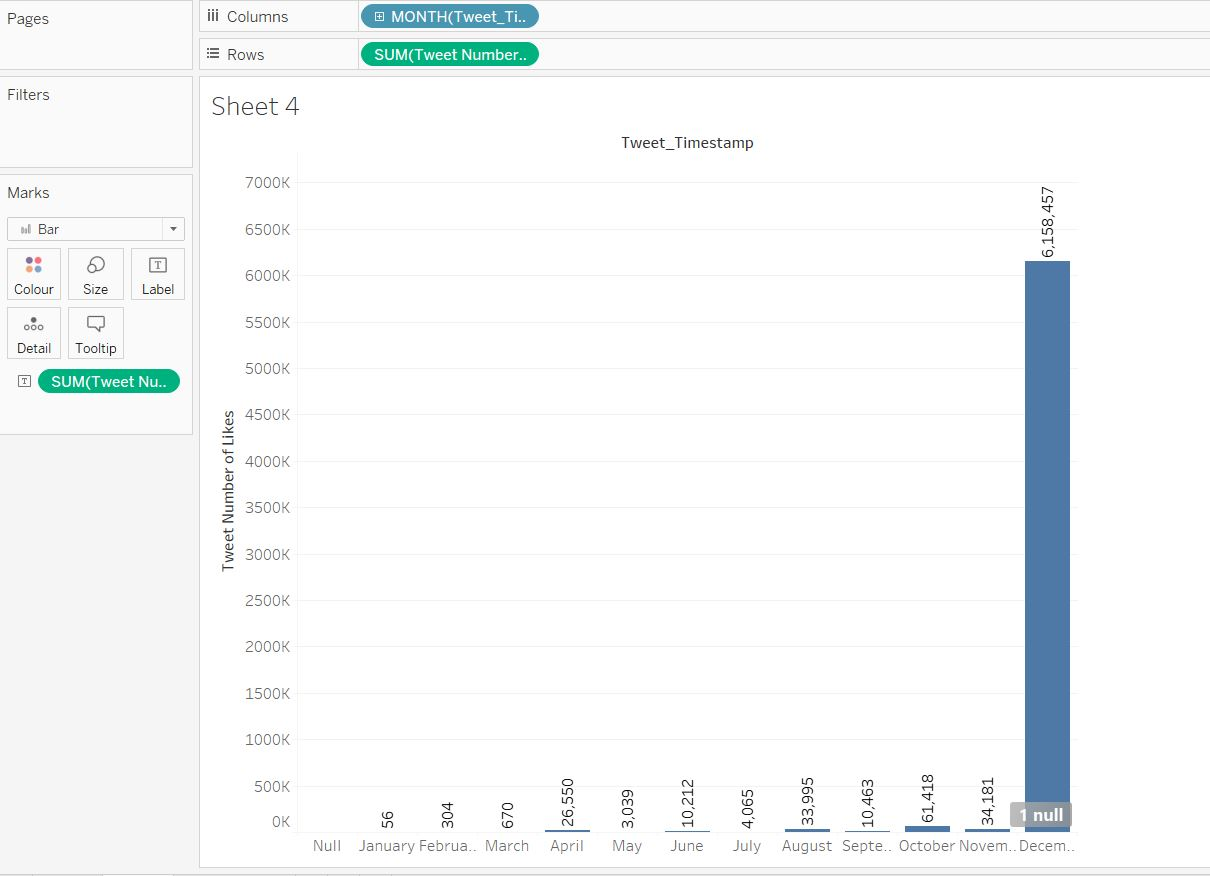 Pages
Columns
MONTH(Tweet_Ti..
Rows
SUM(Tweet Number..
Filters
Marks
Bar
Colour
Size
Label
Detail
Tooltip
SUM(Tweet Nu..
Sheet 4
Tweet_Timestamp
Tweet Number of Likes
7000K
6500K
6000K
5500K
5000K
4500K
4000K
3500K
3000K
2500K
2000K
1500K
1000K
500K
0K
56
304
670
26,550
3,039
10,212
4,065
33,995
10,463
61,418
34,181
6,158,457
1 null
Null January Februa.. March April May June July August Septe.. October Novem.. Decem..